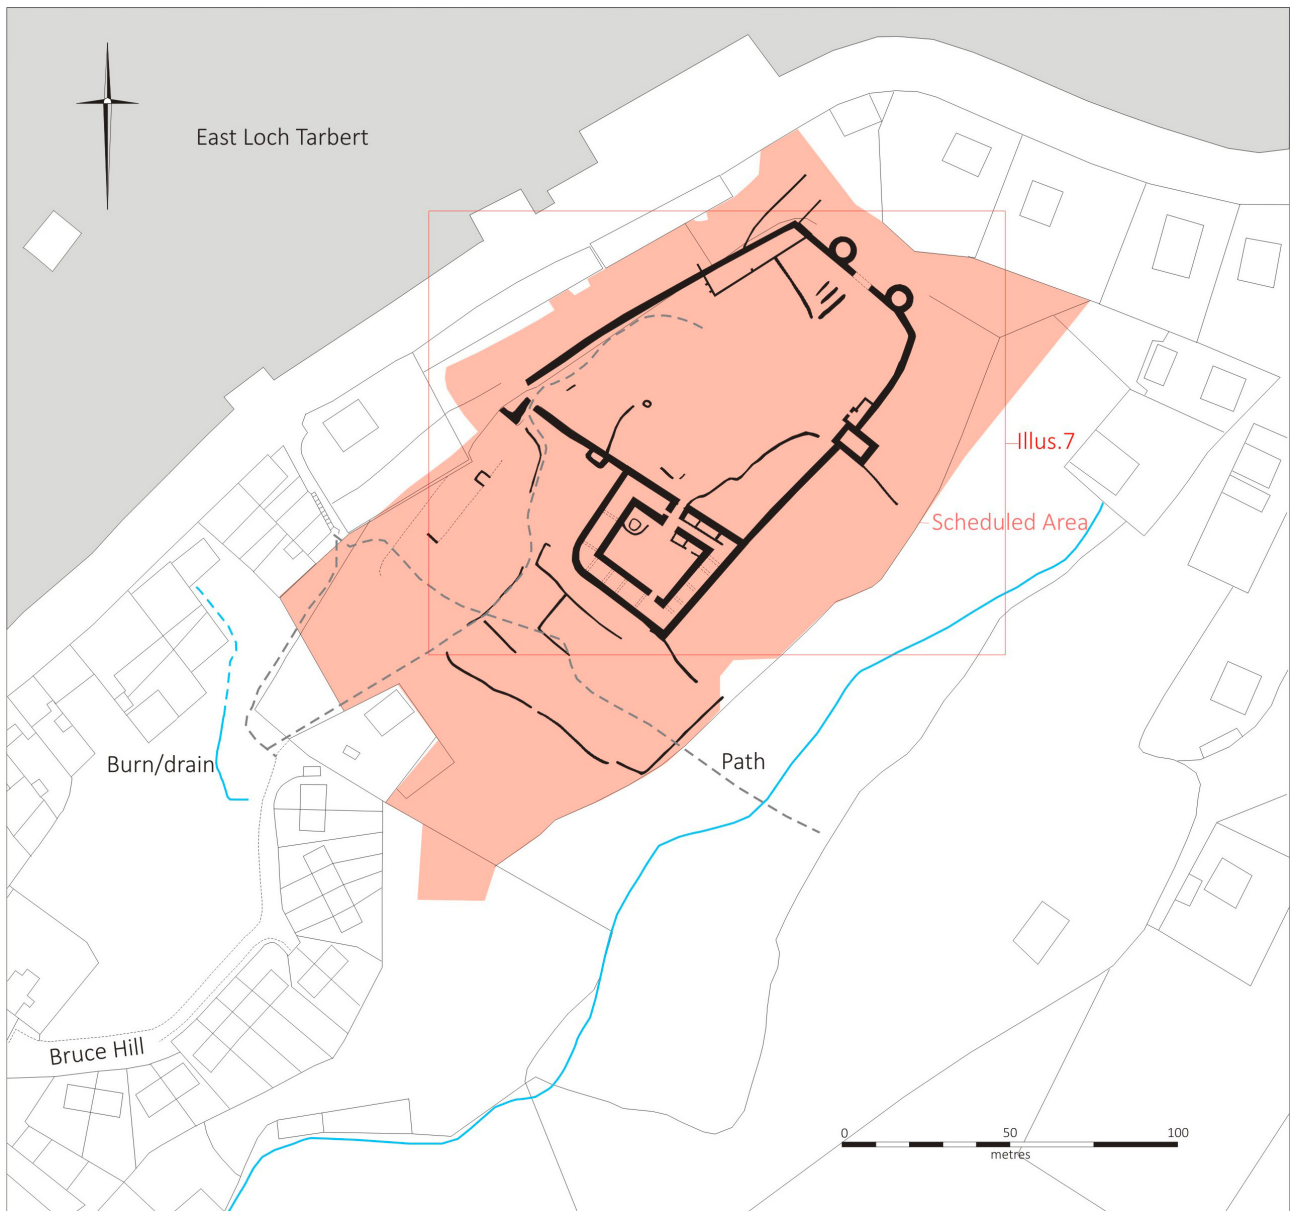 East Loch Tarbert
Illus.7
Scheduled Area
Path
Burn/drain
Bruce Hill
0 50 100
metres